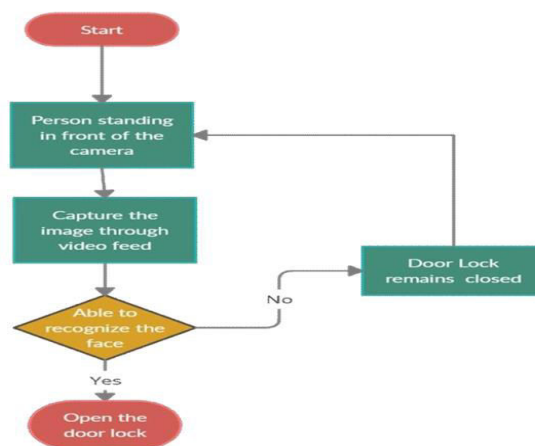 Start
Person standing
in front of the
camera
Capture the
image through
video feed
Door Lock
remains closed
No
Able to
recognize the
face
Yes
Open the
door lock